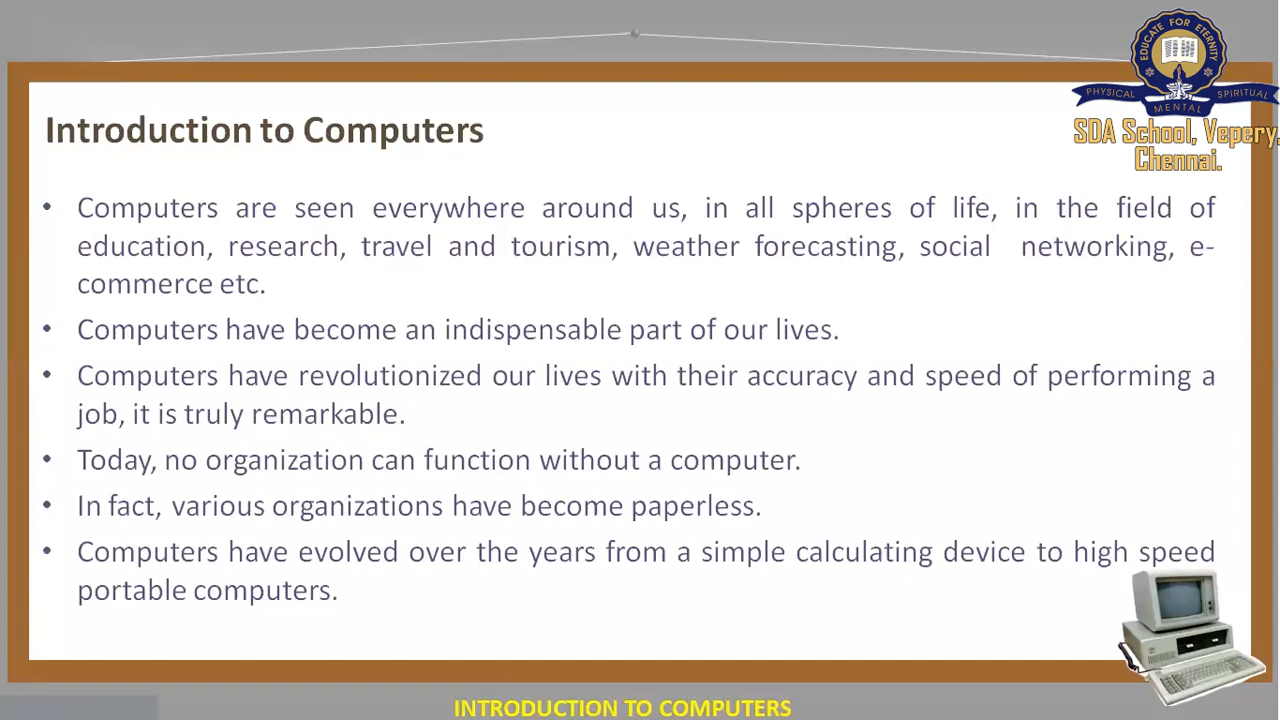 EDUCATE FOR ETERNITY
PHYSICAL MENTAL SPIRITUAL
SDA School, Vepery,
Chennai.
Introduction to Computers
• Computers are seen everywhere around us, in all spheres of life, in the field of
education, research, travel and tourism, weather forecasting, social networking, e-
commerce etc.
• Computers have become an indispensable part of our lives.
• Computers have revolutionized our lives with their accuracy and speed of performing a
job, it is truly remarkable.
• Today, no organization can function without a computer.
• In fact, various organizations have become paperless.
• Computers have evolved over the years from a simple calculating device to high speed
portable computers.
INTRODUCTION TO COMPUTERS